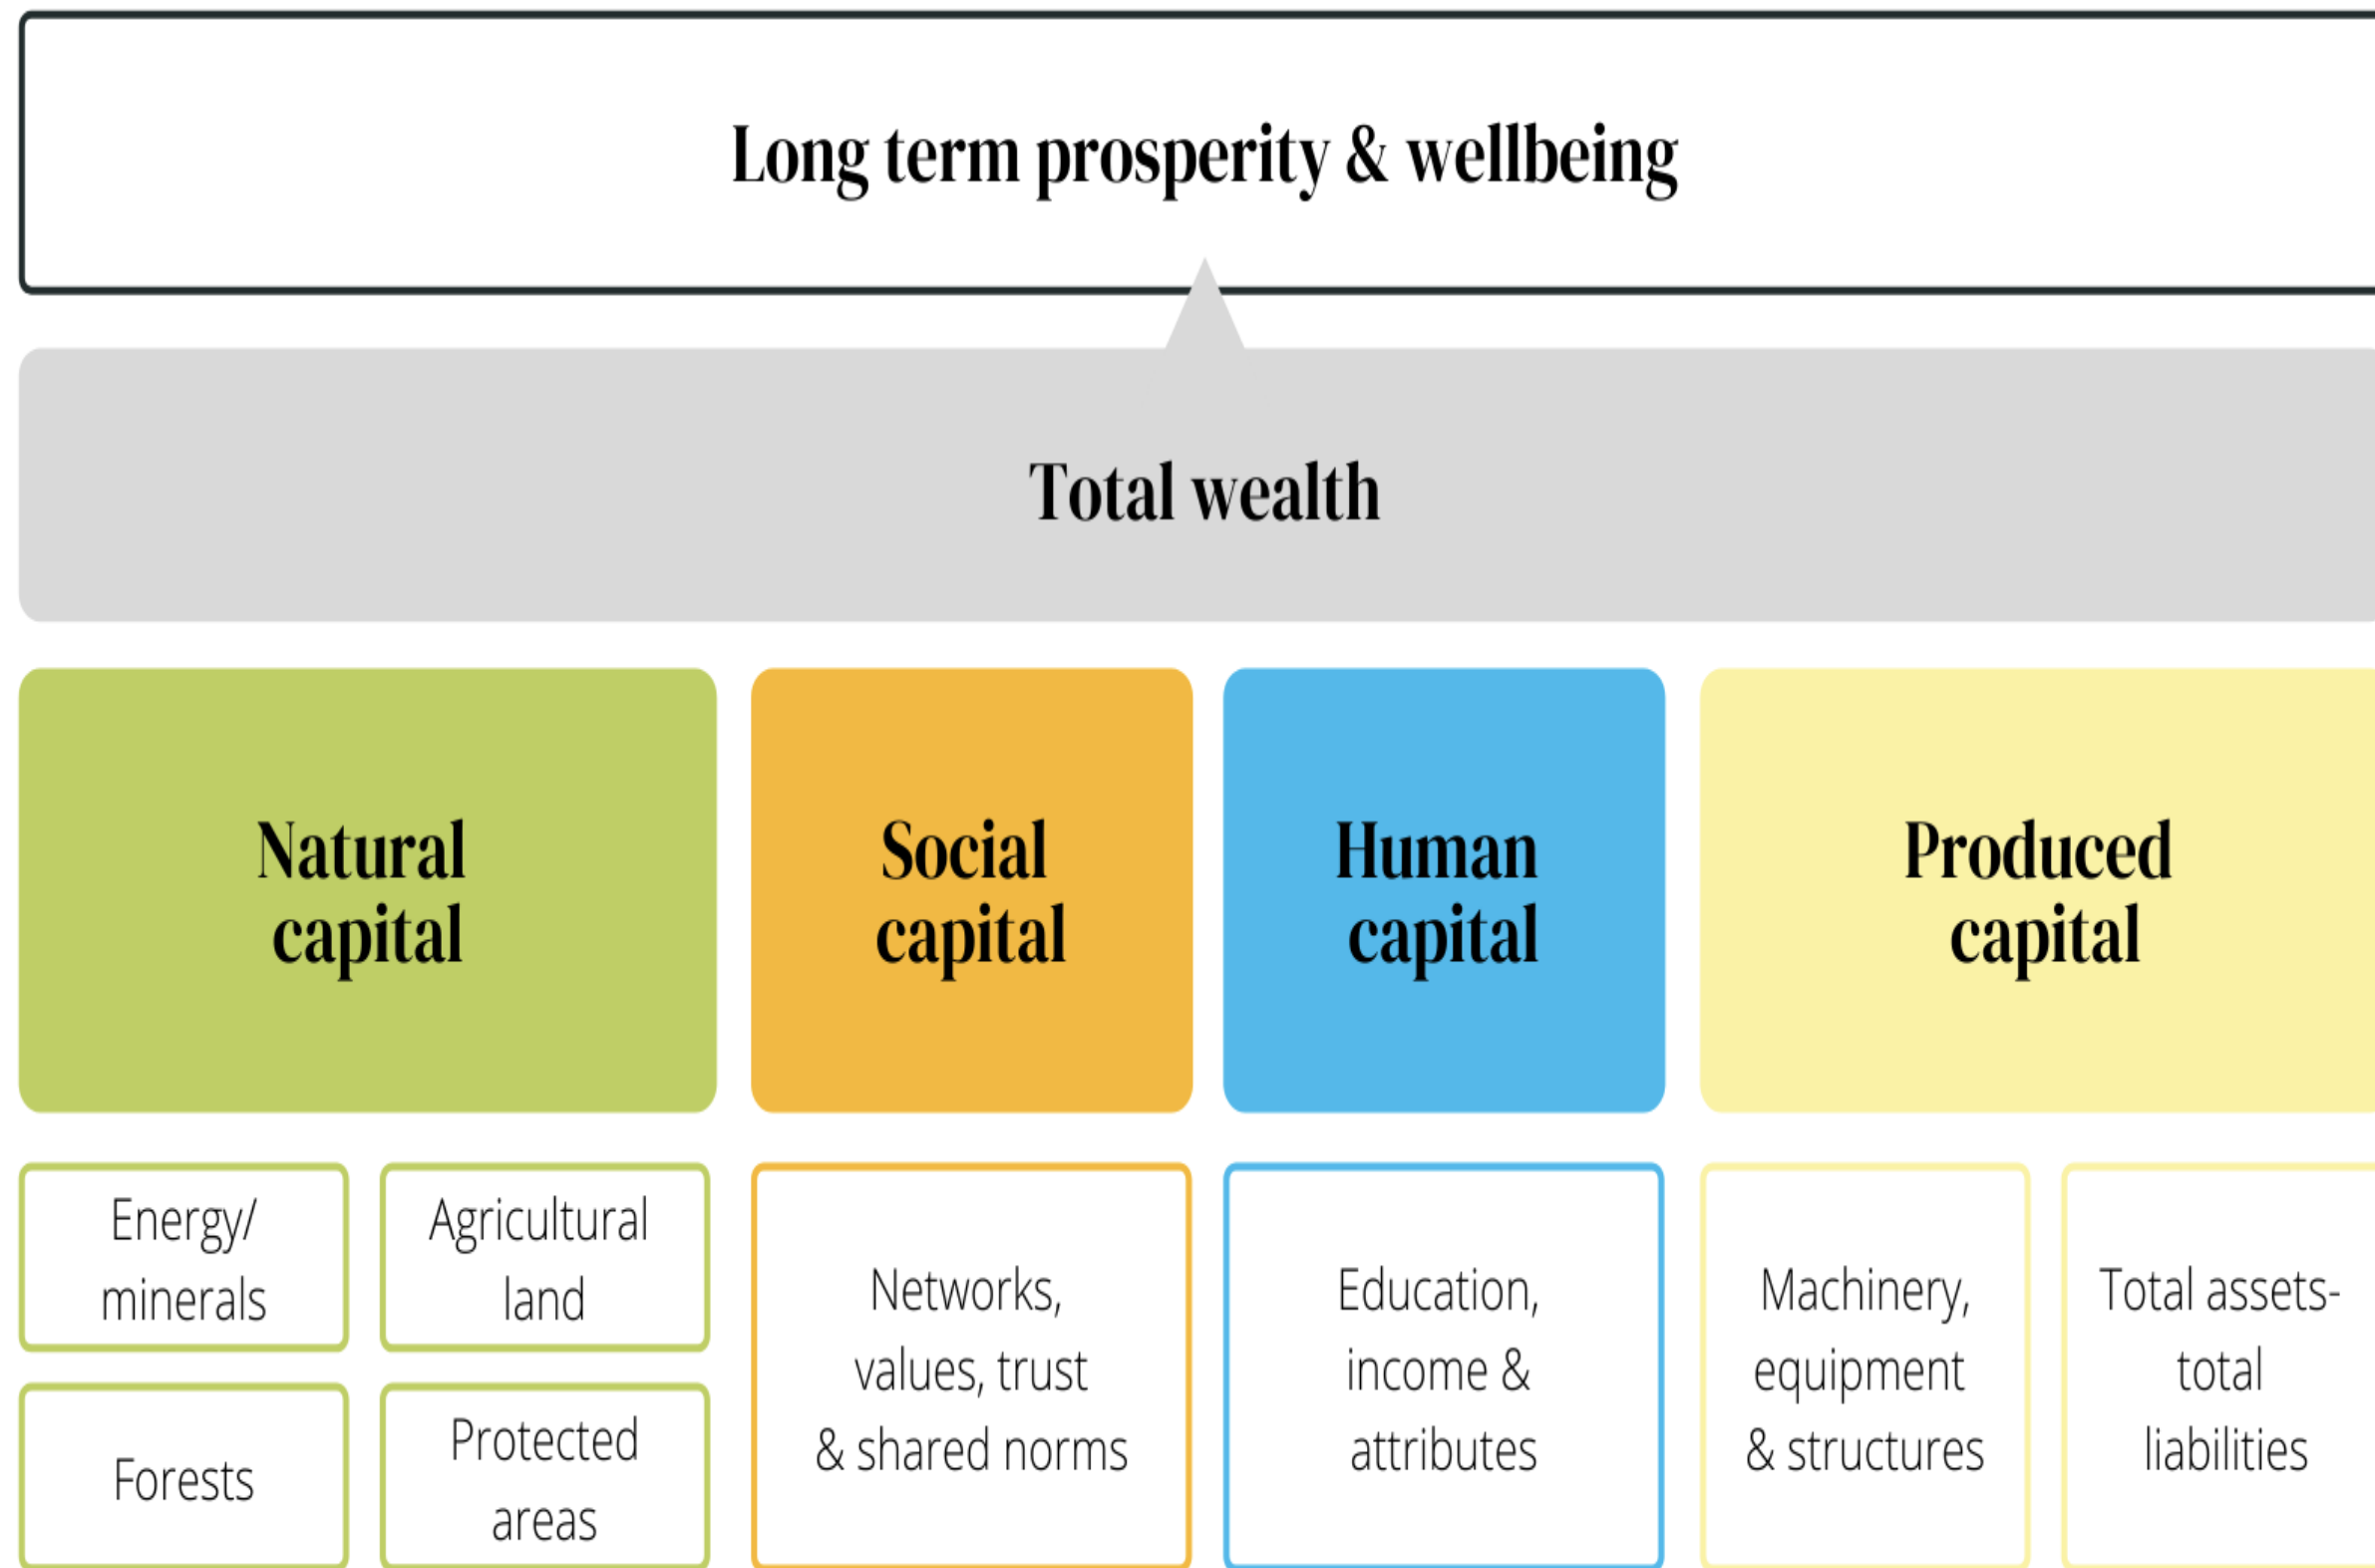 Long term prosperity & wellbeing
Total wealth
Natural
capital
Social
capital
Human
capital
Produced
capital
Energy/
minerals
Agricultural
land
Forests
Protected
areas
Networks,
values, trust
& shared norms
Education,
income &
attributes
Machinery,
equipment
& structures
Total assets-
total
liabilities